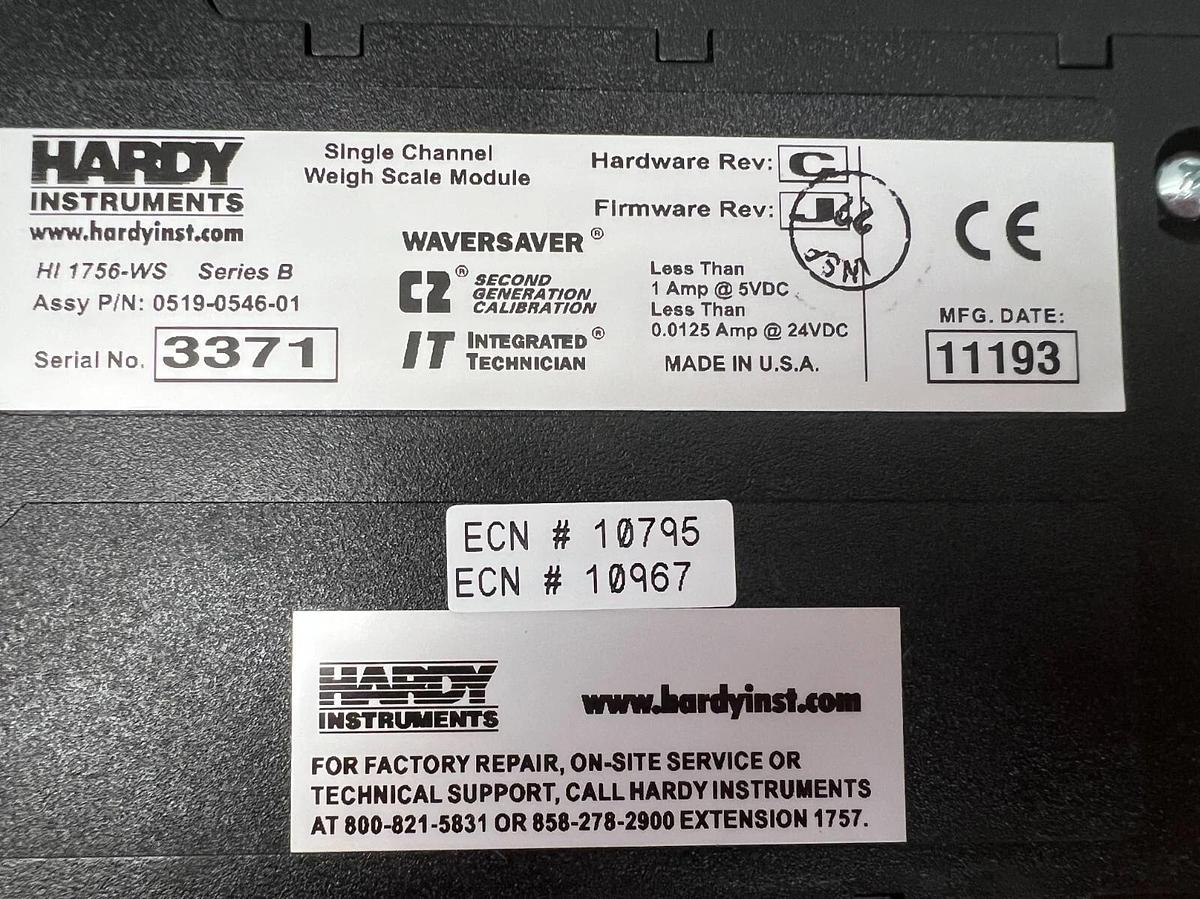 HARDY
INSTRUMENTS
www.hardyinst.com
HI 1756-WS Series B
Assy P/N: 0519-0546-01
Serial No. 3371
Single Channel
Weigh Scale Module
WAVERSAVER®
C2® SECOND
GENERATION
CALIBRATION
IT INTEGRATED®
TECHNICIAN
Hardware Rev: C
Firmware Rev: J
Less Than
1 Amp @ 5VDC
Less Than
0.0125 Amp @ 24VDC
MADE IN U.S.A.
CE
MFG. DATE:
11193
ECN # 10795
ECN # 10967
HARDY
INSTRUMENTS
www.hardyinst.com
FOR FACTORY REPAIR, ON-SITE SERVICE OR
TECHNICAL SUPPORT, CALL HARDY INSTRUMENTS
AT 800-821-5831 OR 858-278-2900 EXTENSION 1757.